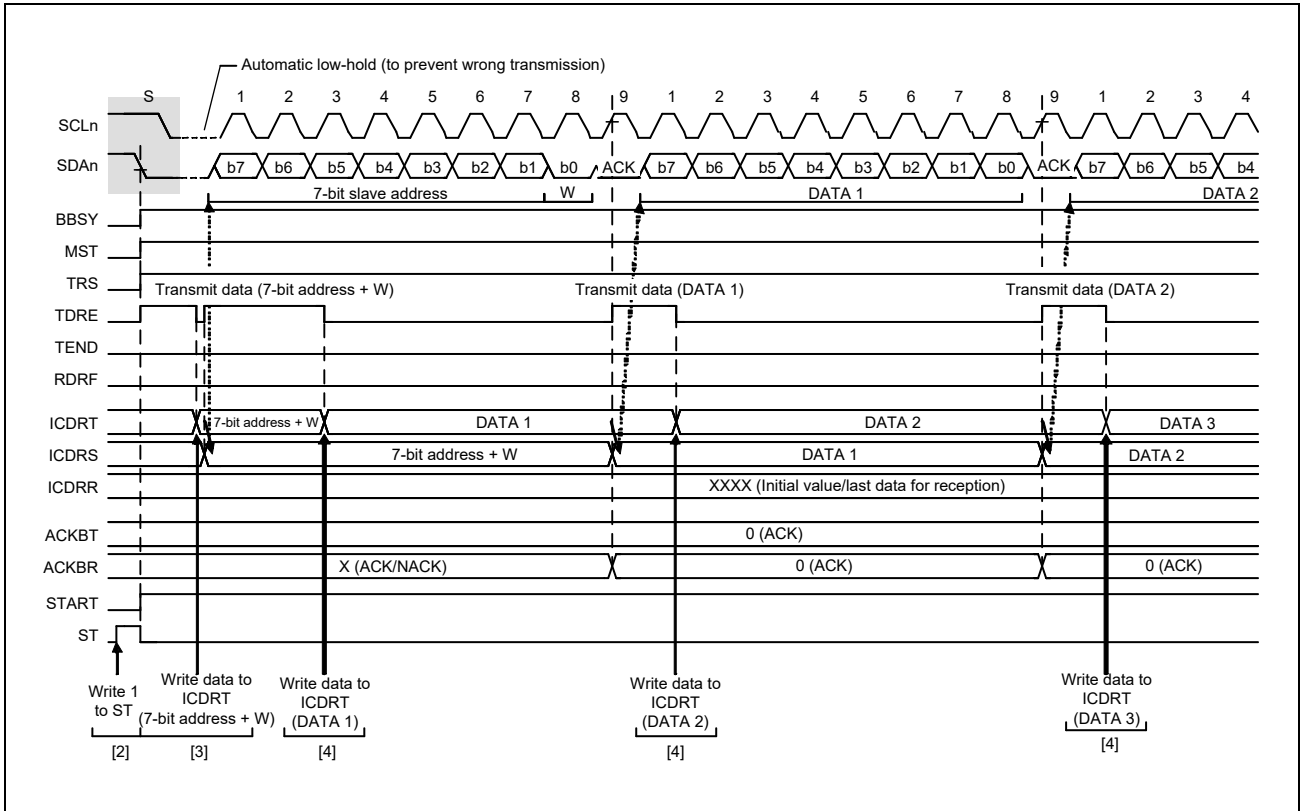 Automatic low-hold (to prevent wrong transmission)
S 1 2 3 4 5 6 7 8 9 1 2 3 4 5 6 7 8 9 1 2 3 4
SCLn
SDAn b7 b6 b5 b4 b3 b2 b1 b0 ACK b7 b6 b5 b4 b3 b2 b1 b0 ACK b7 b6 b5 b4
7-bit slave address W DATA 1 DATA 2
BBSY
MST
TRS
Transmit data (7-bit address + W) Transmit data (DATA 1) Transmit data (DATA 2)
TDRE
TEND
RDRF
ICDRT 7-bit address + W DATA 1 DATA 2 DATA 3
ICDRS 7-bit address + W DATA 1 DATA 2
ICDRR XXXX (Initial value/last data for reception)
ACKBT 0 (ACK)
ACKBR X (ACK/NACK) 0 (ACK) 0 (ACK)
START
ST
Write 1
to ST
Write data to
ICDRT
(7-bit address + W)
Write data to
ICDRT
(DATA 1)
Write data to
ICDRT
(DATA 2)
Write data to
ICDRT
(DATA 3)
[2] [3] [4] [4] [4]